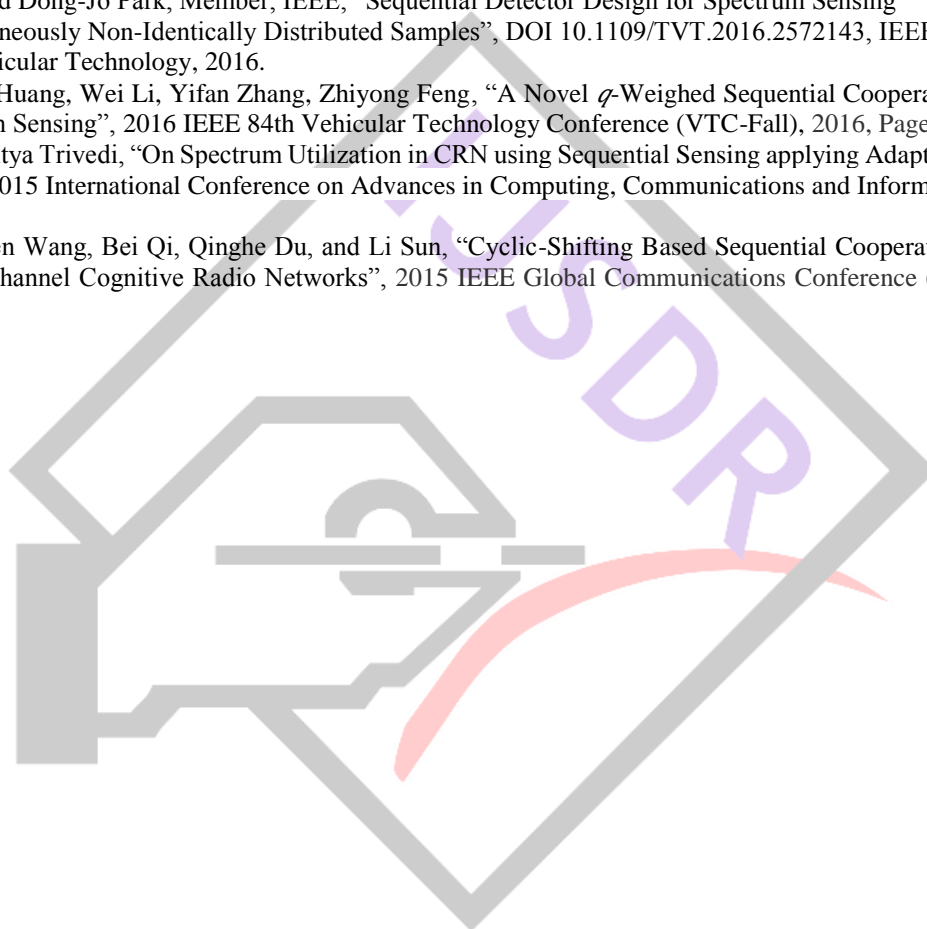 Dong-Jo Park, Member, IEEE, “Sequential Detector Design for Spectrum Sensing
neously Non-Identically Distributed Samples”, DOI 10.1109/TVT.2016.2572143, IEEE
icular Technology, 2016.
Huang, Wei Li, Yifan Zhang, Zhiyong Feng, “A Novel q-Weighed Sequential Coopera
n Sensing”, 2016 IEEE 84th Vehicular Technology Conference (VTC-Fall), 2016, Page
tya Trivedi, “On Spectrum Utilization in CRN using Sequential Sensing applying Adapt
015 International Conference on Advances in Computing, Communications and Inform
en Wang, Bei Qi, Qinghe Du, and Li Sun, “Cyclic-Shifting Based Sequential Cooperat
hannel Cognitive Radio Networks”, 2015 IEEE Global Communications Conference (
IJSDR